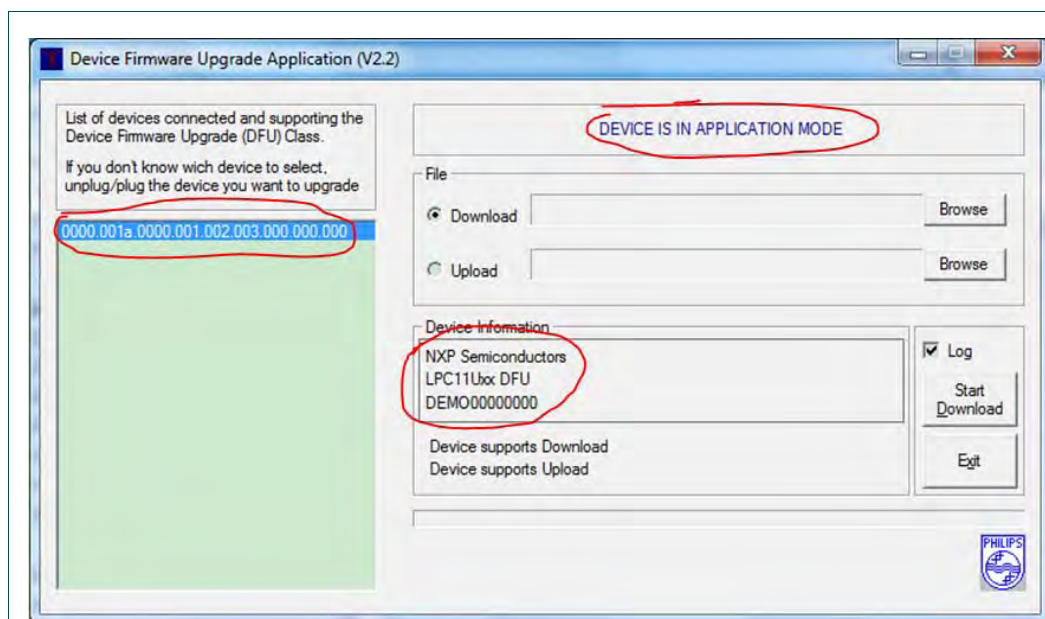 Device Firmware Upgrade Application (V2.2)
List of devices connected and supporting the
Device Firmware Upgrade (DFU) Class.
If you don't know wich device to select,
unplug/plug the device you want to upgrade
0000.001a.0000.001.002.003.000.000.000
DEVICE IS IN APPLICATION MODE
File
Download
Browse
Upload
Browse
Device Information
NXP Semiconductors
LPC11Uxx DFU
DEMO00000000
Device supports Download
Device supports Upload
Log
Start
Download
Exit
PHILIPS